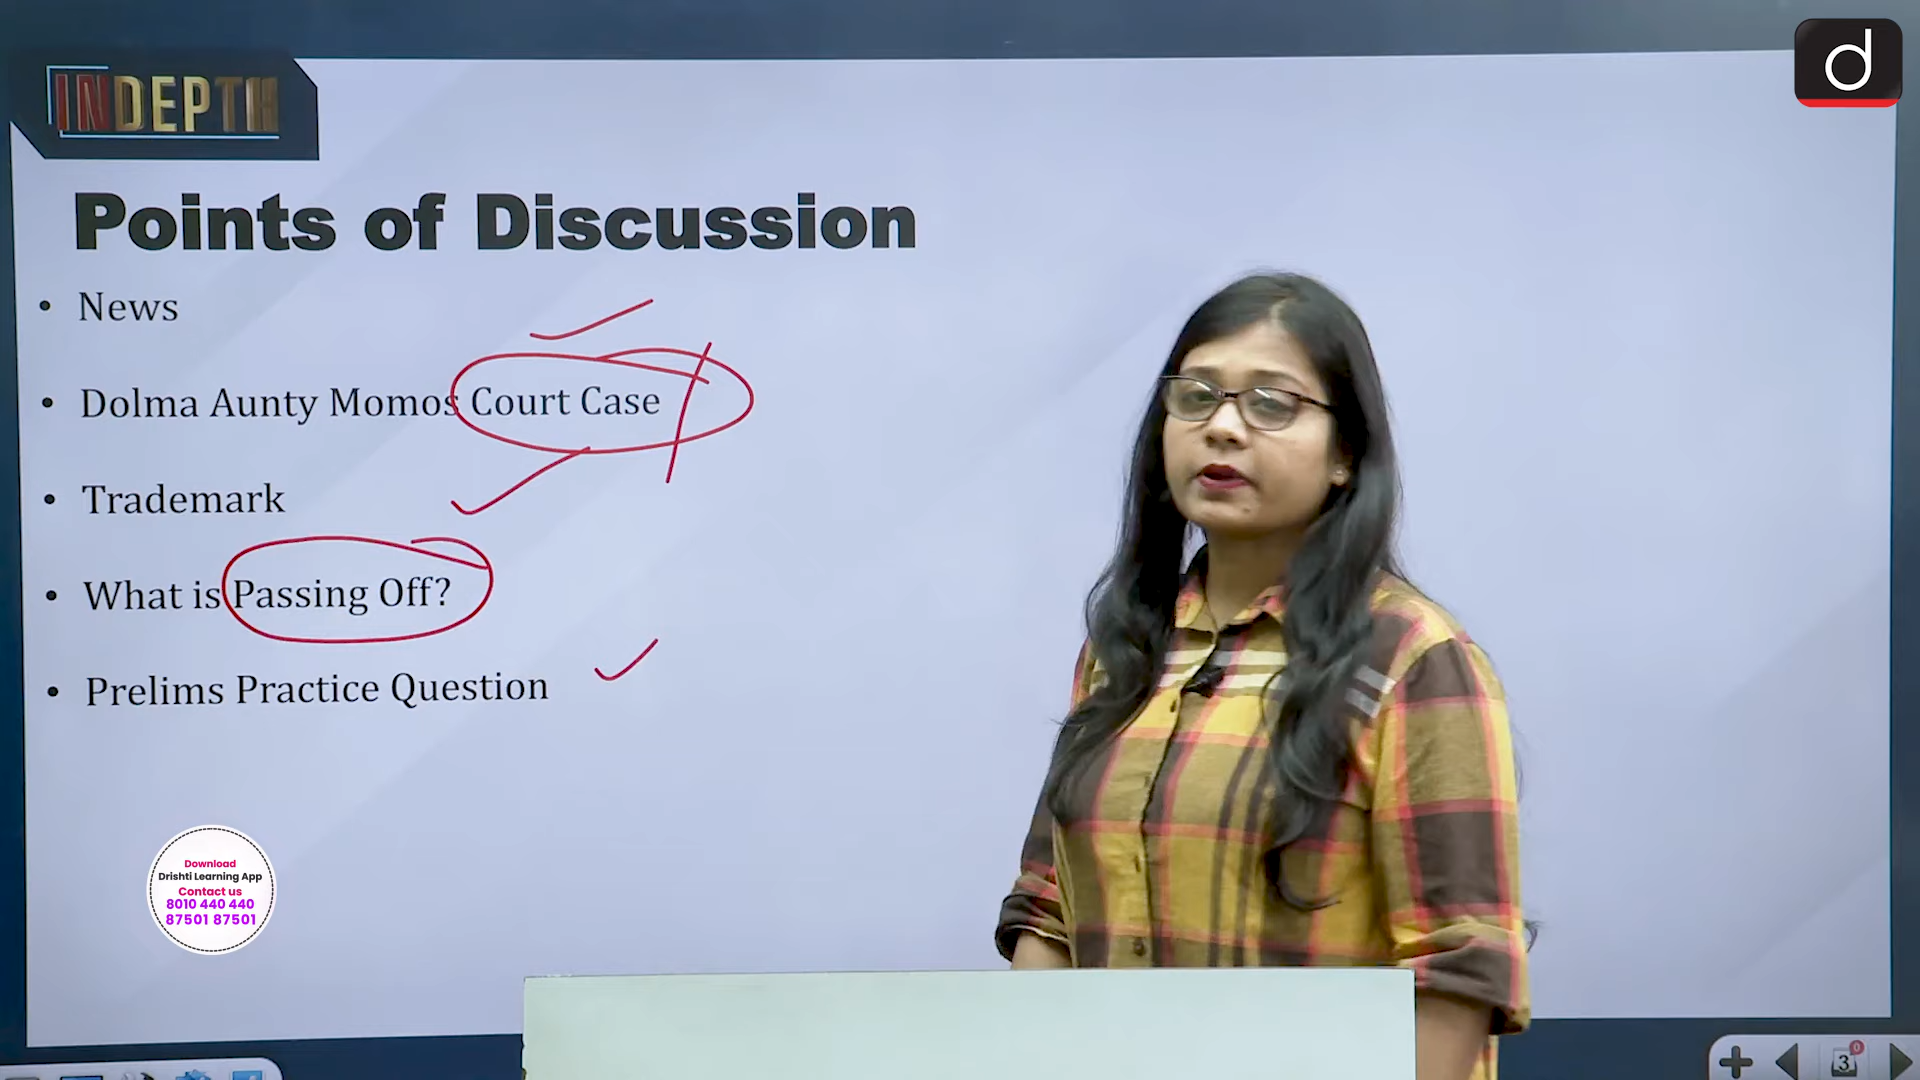 INDEPTH
d
Points of Discussion
• News
• Dolma Aunty Momos Court Case
• Trademark
• What is Passing Off?
• Prelims Practice Question
Download
Drishti Learning App
Contact us
8010 440 440
87501 87501
3
0